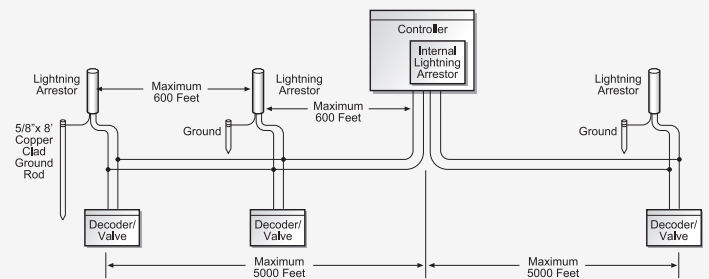 Controller
Internal
Lightning
Arrestor
Lightning
Arrestor
Maximum
600 Feet
Lightning
Arrestor
Maximum
600 Feet
Lightning
Arrestor
5/8"x 8'
Copper
Clad
Ground
Rod
Ground
Ground
Decoder/
Valve
Decoder/
Valve
Decoder/
Valve
Maximum
5000 Feet
Maximum
5000 Feet